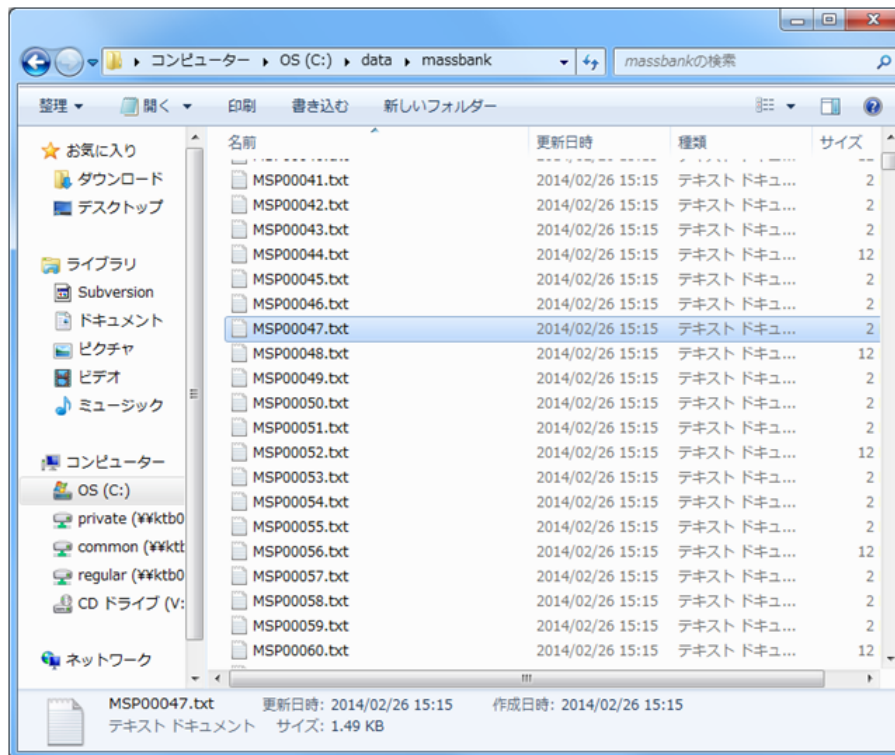 コンピューター ▸ OS (C:) ▸ data ▸ massbank
massbankの検索
整理 開く 印刷 書き込む 新しいフォルダー
名前 更新日時 種類 サイズ
お気に入り
ダウンロード
デスクトップ
ライブラリ
Subversion
ドキュメント
ピクチャ
ビデオ
ミュージック
コンピューター
OS (C:)
private (¥¥ktb0
common (¥¥ktb
regular (¥¥ktb0
CD ドライブ (V:
ネットワーク
MSP00041.txt 2014/02/26 15:15 テキスト ドキュ... 2
MSP00042.txt 2014/02/26 15:15 テキスト ドキュ... 2
MSP00043.txt 2014/02/26 15:15 テキスト ドキュ... 2
MSP00044.txt 2014/02/26 15:15 テキスト ドキュ... 12
MSP00045.txt 2014/02/26 15:15 テキスト ドキュ... 2
MSP00046.txt 2014/02/26 15:15 テキスト ドキュ... 2
MSP00047.txt 2014/02/26 15:15 テキスト ドキュ... 2
MSP00048.txt 2014/02/26 15:15 テキスト ドキュ... 12
MSP00049.txt 2014/02/26 15:15 テキスト ドキュ... 2
MSP00050.txt 2014/02/26 15:15 テキスト ドキュ... 2
MSP00051.txt 2014/02/26 15:15 テキスト ドキュ... 2
MSP00052.txt 2014/02/26 15:15 テキスト ドキュ... 12
MSP00053.txt 2014/02/26 15:15 テキスト ドキュ... 2
MSP00054.txt 2014/02/26 15:15 テキスト ドキュ... 2
MSP00055.txt 2014/02/26 15:15 テキスト ドキュ... 2
MSP00056.txt 2014/02/26 15:15 テキスト ドキュ... 12
MSP00057.txt 2014/02/26 15:15 テキスト ドキュ... 2
MSP00058.txt 2014/02/26 15:15 テキスト ドキュ... 2
MSP00059.txt 2014/02/26 15:15 テキスト ドキュ... 2
MSP00060.txt 2014/02/26 15:15 テキスト ドキュ... 12
MSP00047.txt 更新日時: 2014/02/26 15:15 作成日時: 2014/02/26 15:15
テキスト ドキュメント サイズ: 1.49 KB